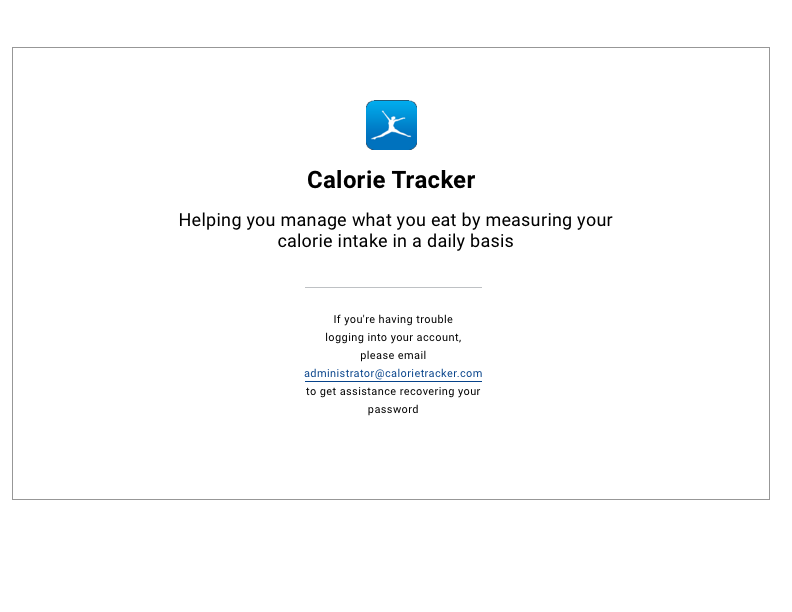 Calorie Tracker
Helping you manage what you eat by measuring your
calorie intake in a daily basis
If you're having trouble
logging into your account,
please email
administrator@calorietracker.com
to get assistance recovering your
password